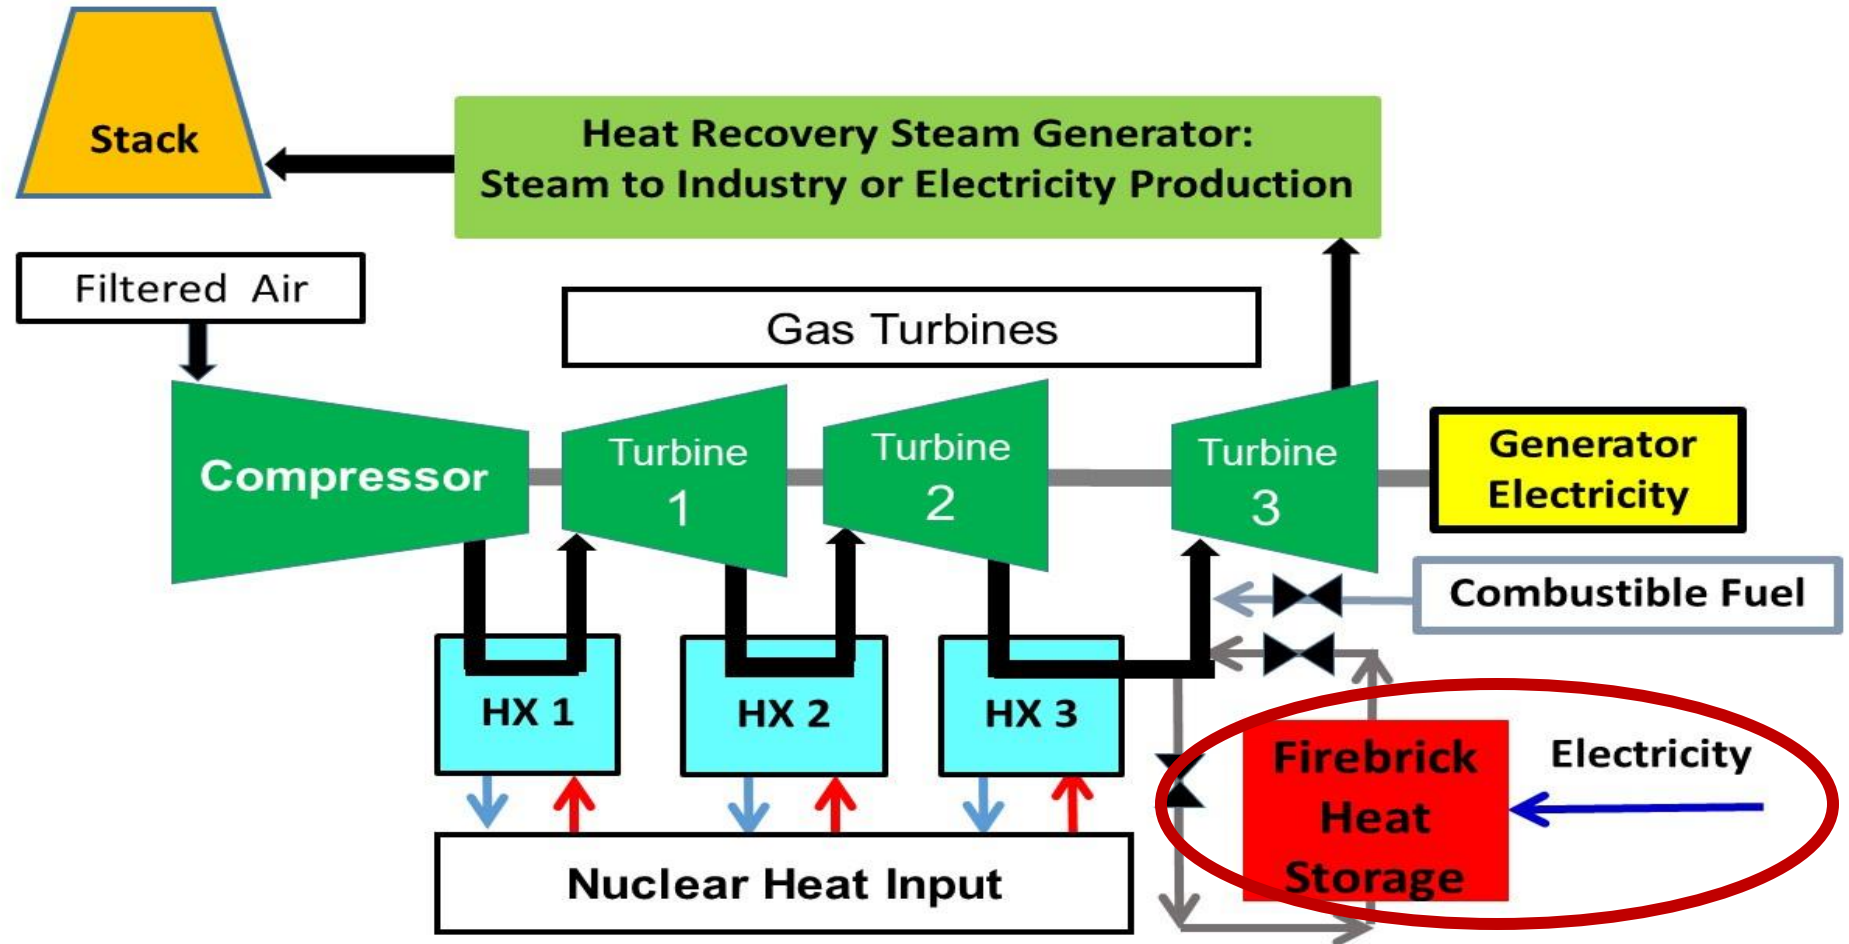 Stack
Heat Recovery Steam Generator:
Steam to Industry or Electricity Production
Filtered Air
Gas Turbines
Compressor
Turbine
1
Turbine
2
Turbine
3
Generator
Electricity
Combustible Fuel
HX 1
HX 2
HX 3
Firebrick
Heat
Storage
Electricity
Nuclear Heat Input